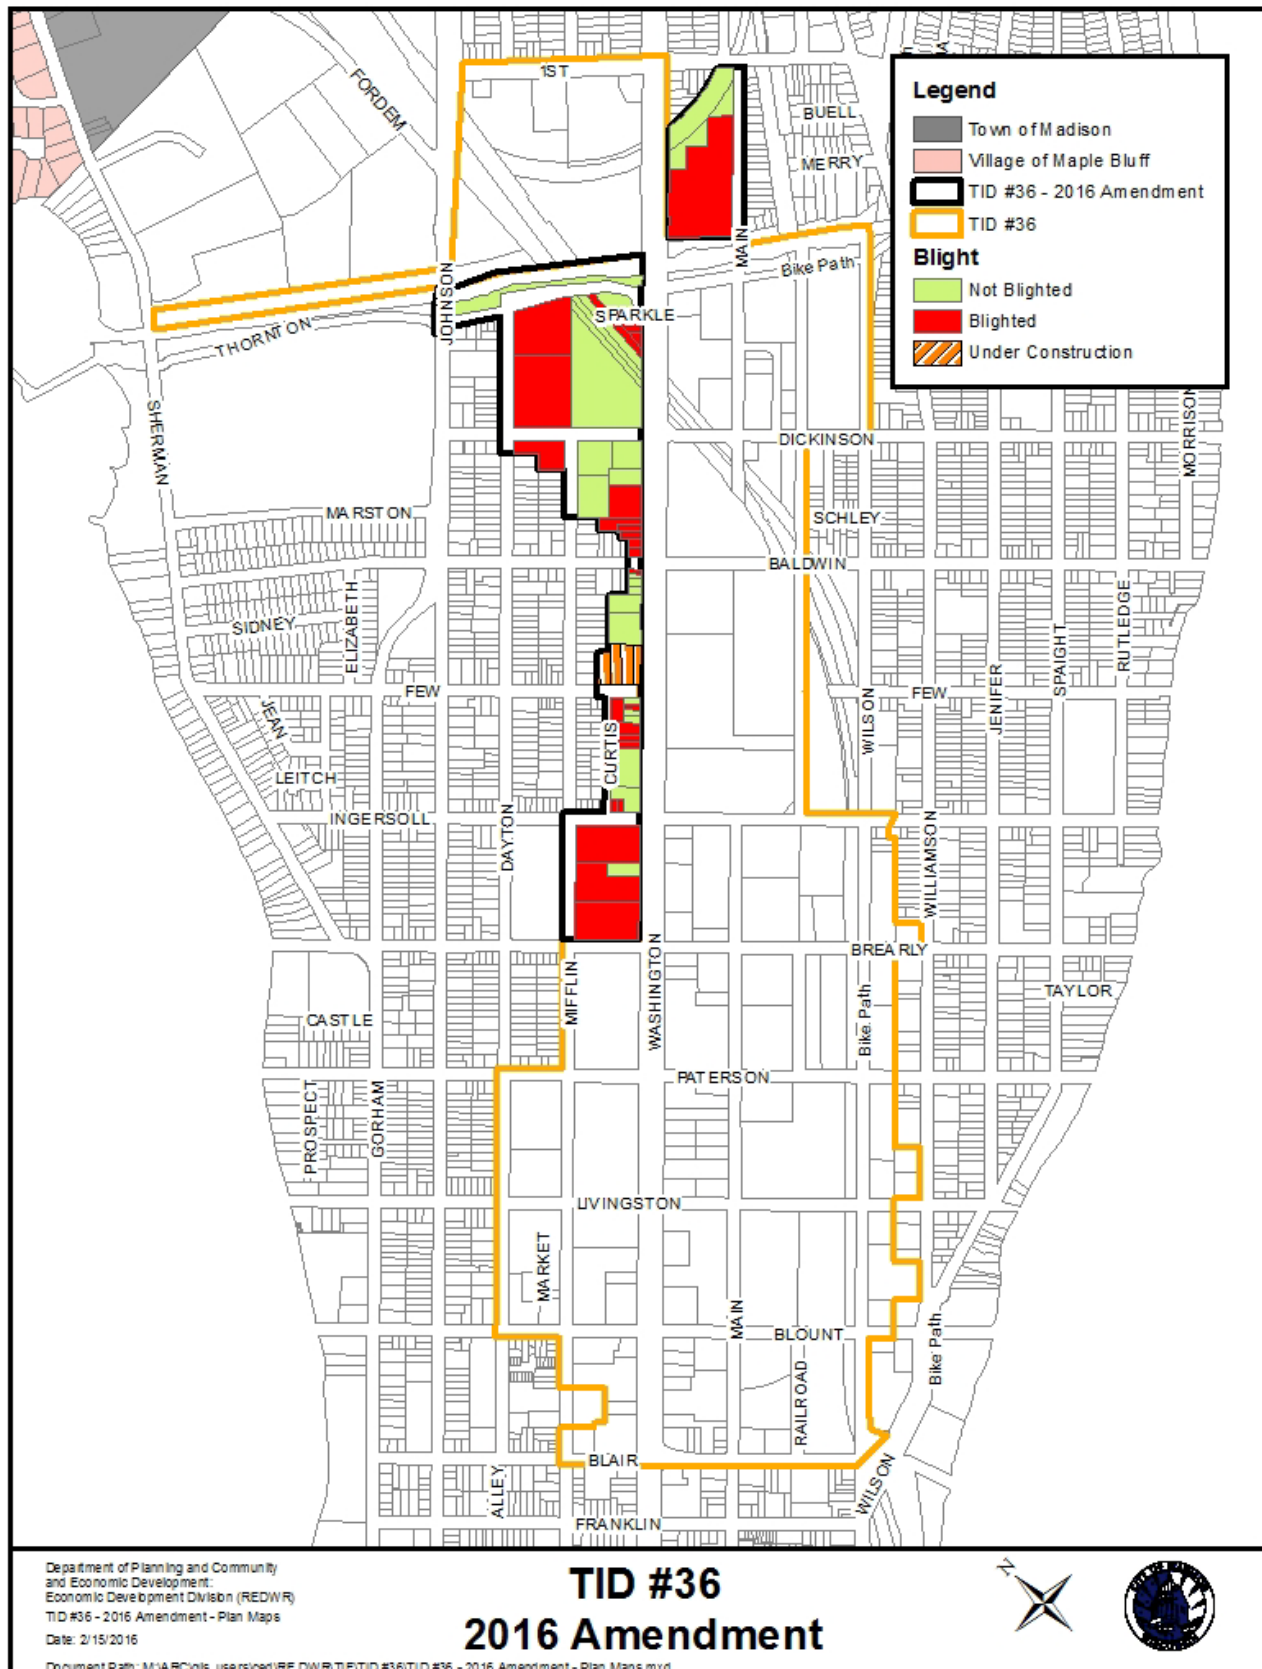 1ST
FORDEM
BUELL
MERRY
MAIN
Bike Path
Legend
Town of Madison
Village of Maple Bluff
TID #36 - 2016 Amendment
TID #36
Blight
Not Blighted
Blighted
Under Construction
JOHNSON
THORNTON
SPARKLE
SHERMAN
DICKINSON
MORRISON
MARSTON
SCHLEY
BALDWIN
SIDNEY
ELIZABETH
RUTLEDGE
SPAIGHT
JENIFER
FEW
FEW
WILSON
JEAN
CURTIS
LEITCH
INGERSOLL
DAYTON
WILLIAMSON
BREARLY
MIFFLIN
WASHINGTON
TAYLOR
CASTLE
Bike Path
PATERSON
PROSPECT
GORHAM
LIVINGSTON
MARKET
MAIN
BLOUNT
Bike Path
RAILROAD
BLAIR
ALLEY
WILSON
FRANKLIN
Department of Planning and Community
and Economic Development:
Economic Development Division (REDWR)
TID #36 - 2016 Amendment - Plan Maps
Date: 2/15/2016
TID #36
2016 Amendment
N